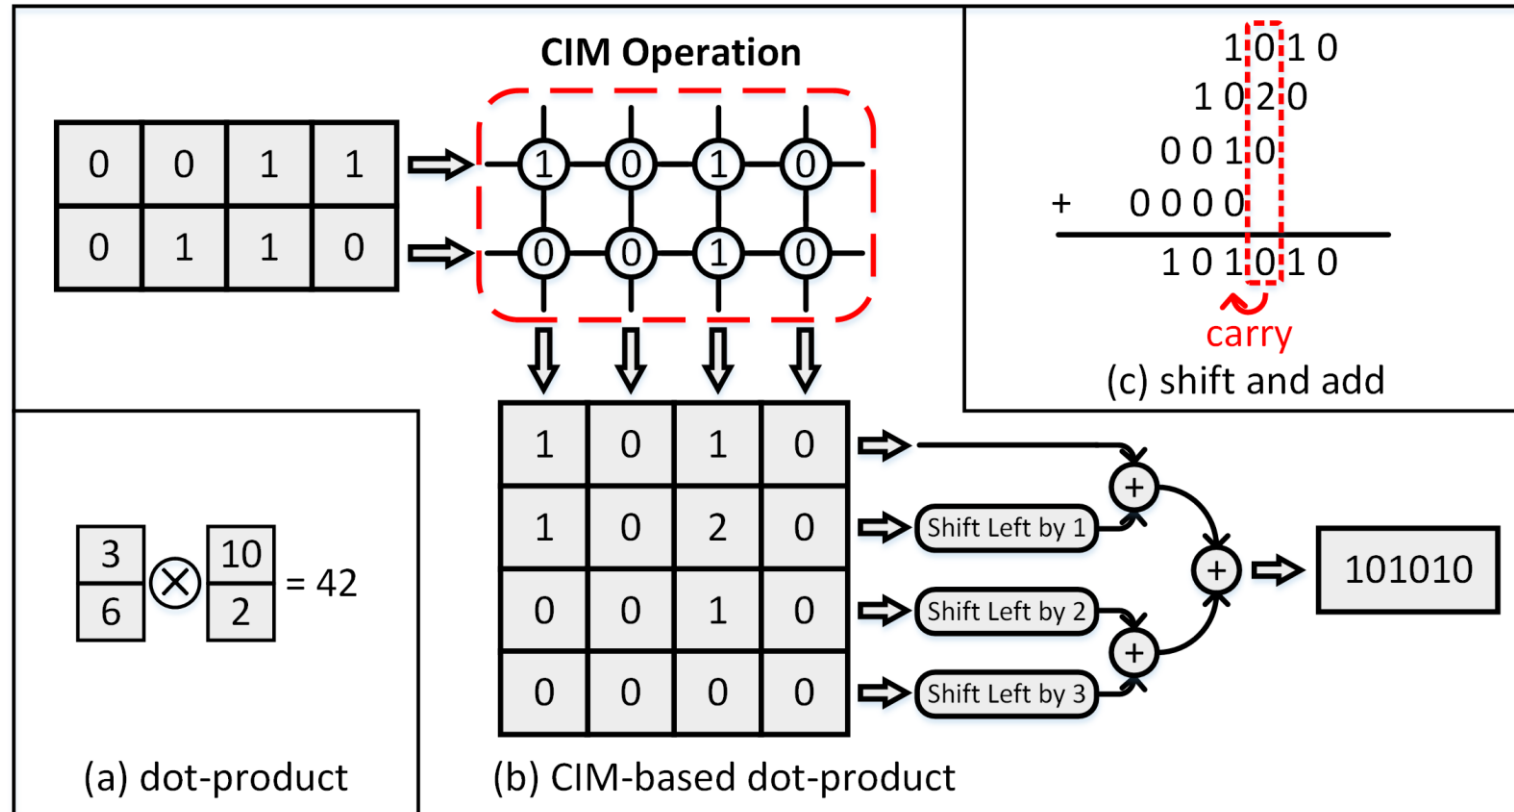 CIM Operation
0 0 1 1
0 1 1 0
1 0 1 0
0 0 1 0
1 0 1 0
1 0 2 0
0 0 1 0
0 0 0 0
Shift Left by 1
Shift Left by 2
Shift Left by 3
+
+
+
101010
(b) CIM-based dot-product
3 10
6 2
= 42
(a) dot-product
1 0 1 0
1 0 2 0
0 0 1 0
+ 0 0 0 0
1 0 1 0 1 0
carry
(c) shift and add